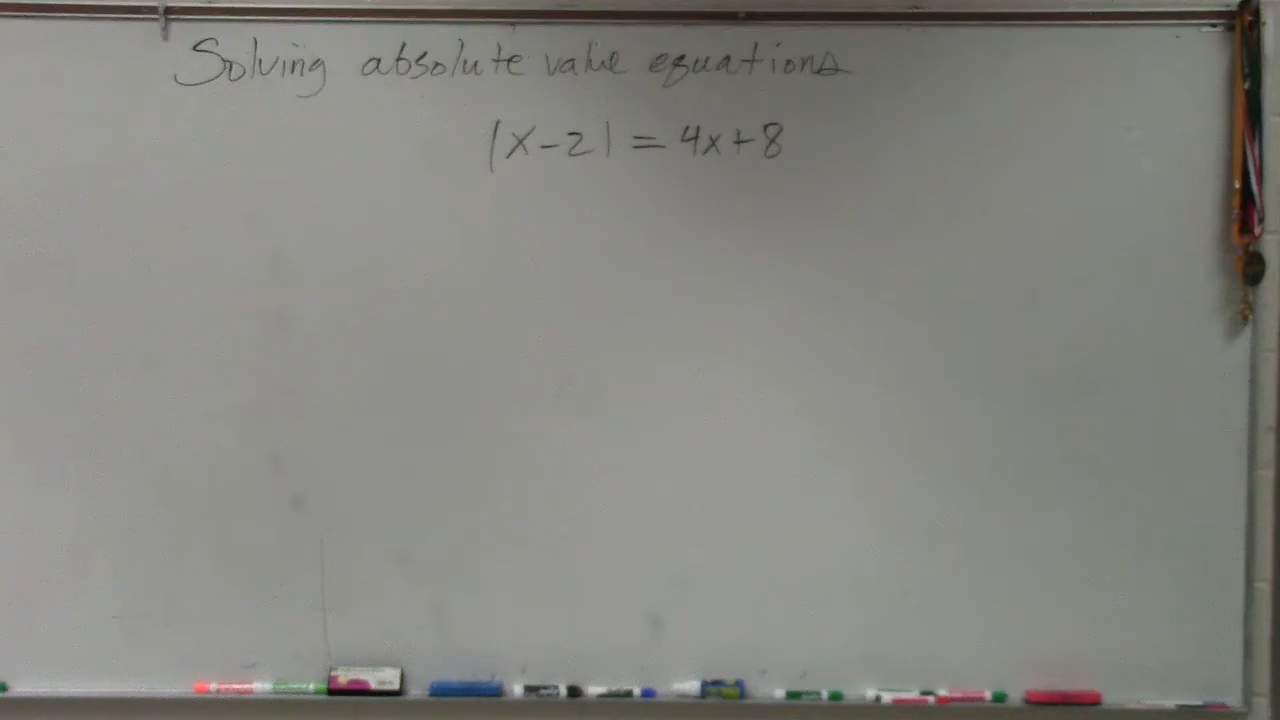 Solving absolute value equations
|x-2| = 4x+8